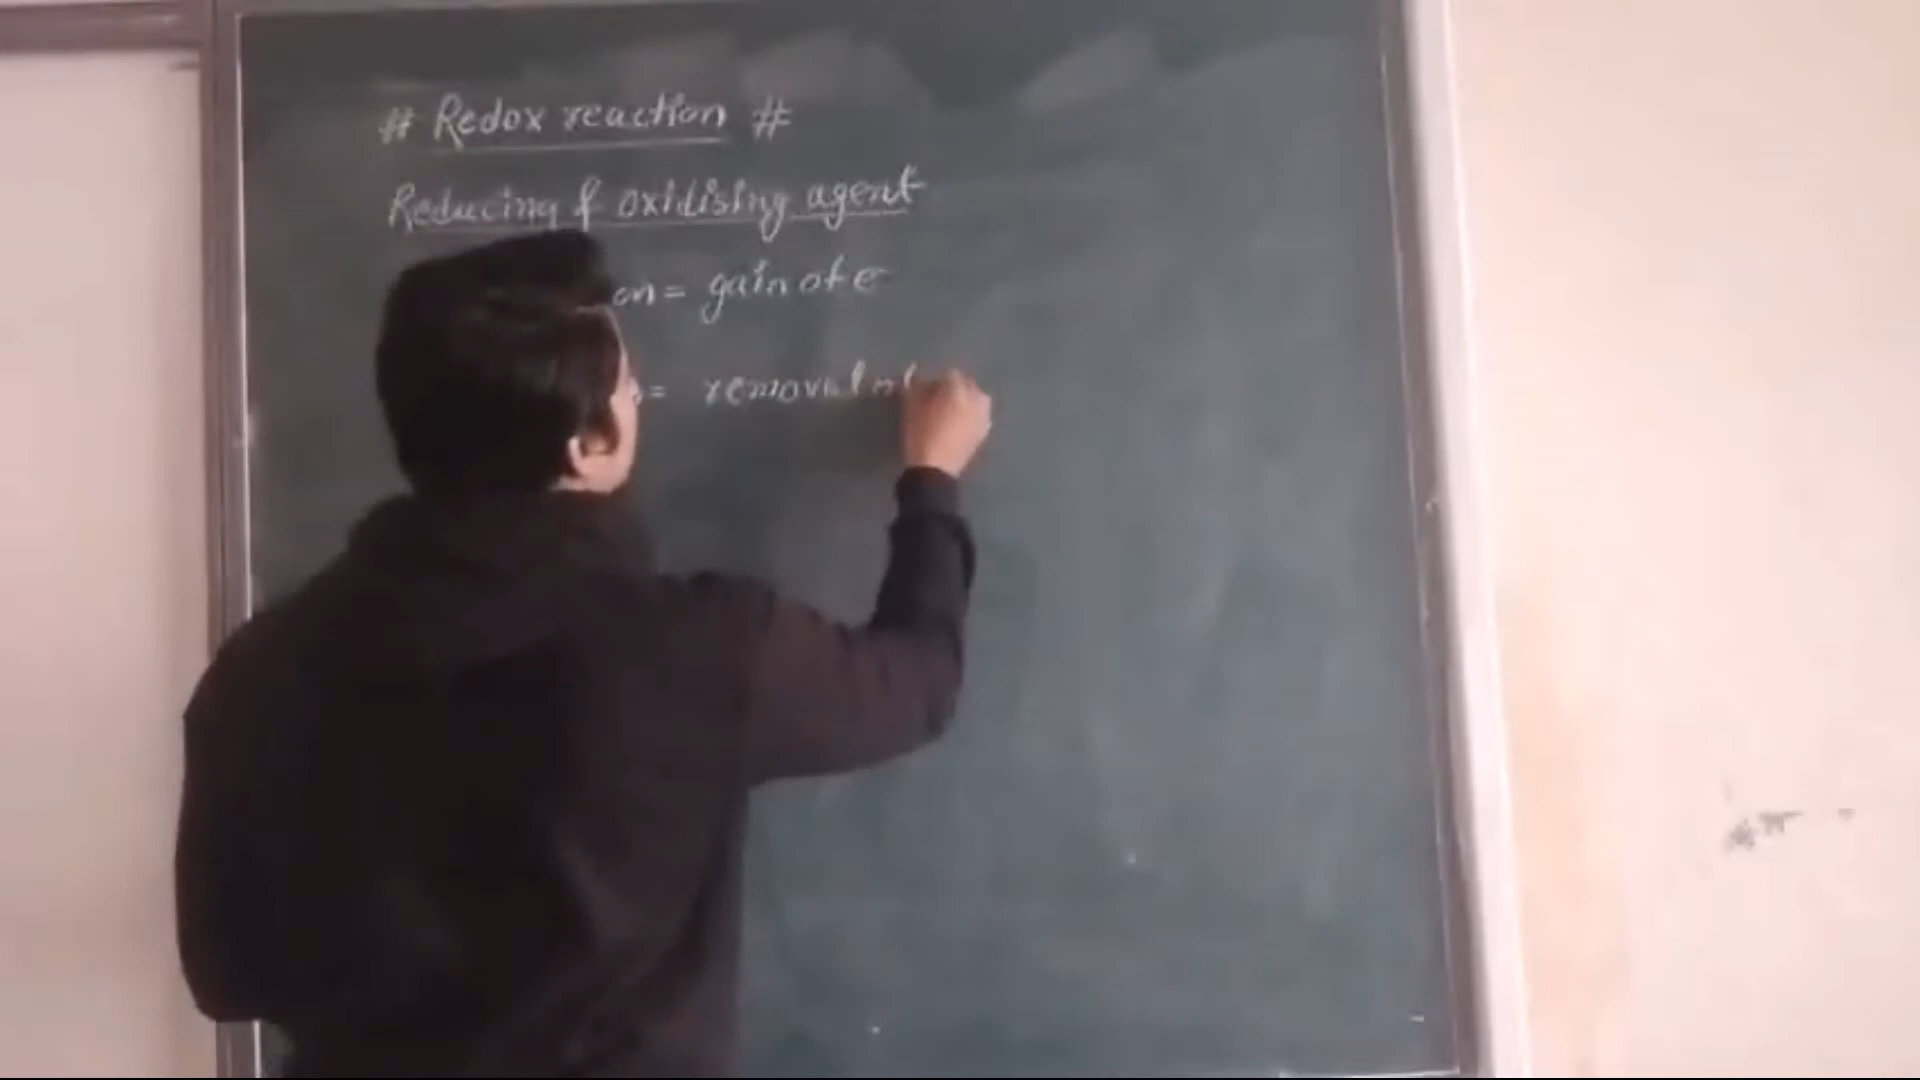 # Redox reaction #
Reducing & oxidising agent
on = gain of e-
= removal of